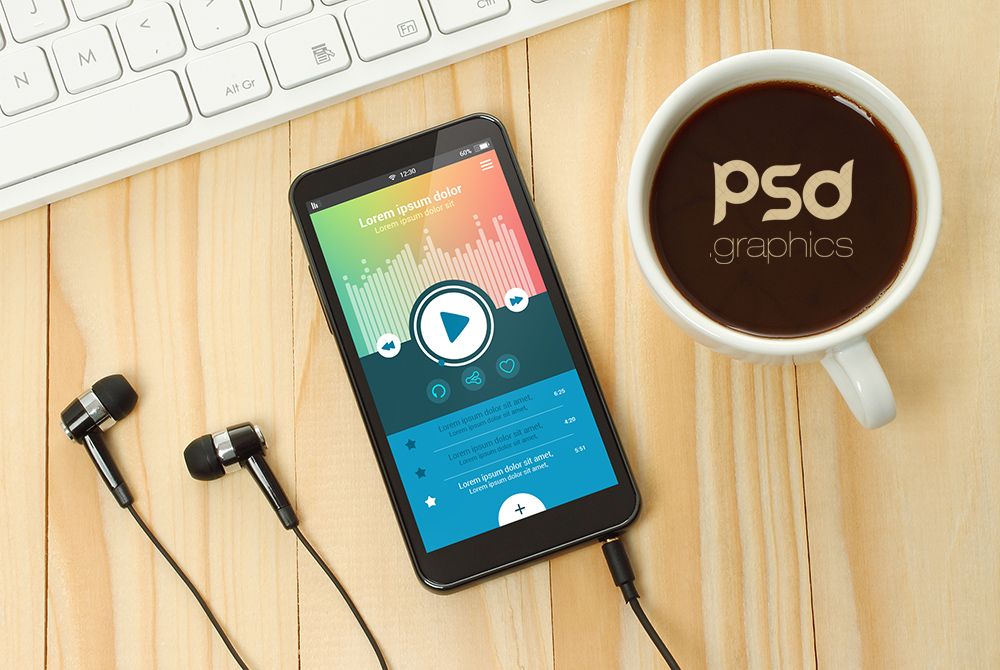 N
M
<
>
Alt Gr
Fn
Ctrl
12:30
60%
Lorem ipsum dolor
Lorem ipsum dolor sit
Lorem ipsum dolor sit amet,
Lorem ipsum dolor sit amet,
6:25
Lorem ipsum dolor sit amet,
Lorem ipsum dolor sit amet,
4:20
Lorem ipsum dolor sit amet,
Lorem ipsum dolor sit amet,
5:51
+
psd
.graphics